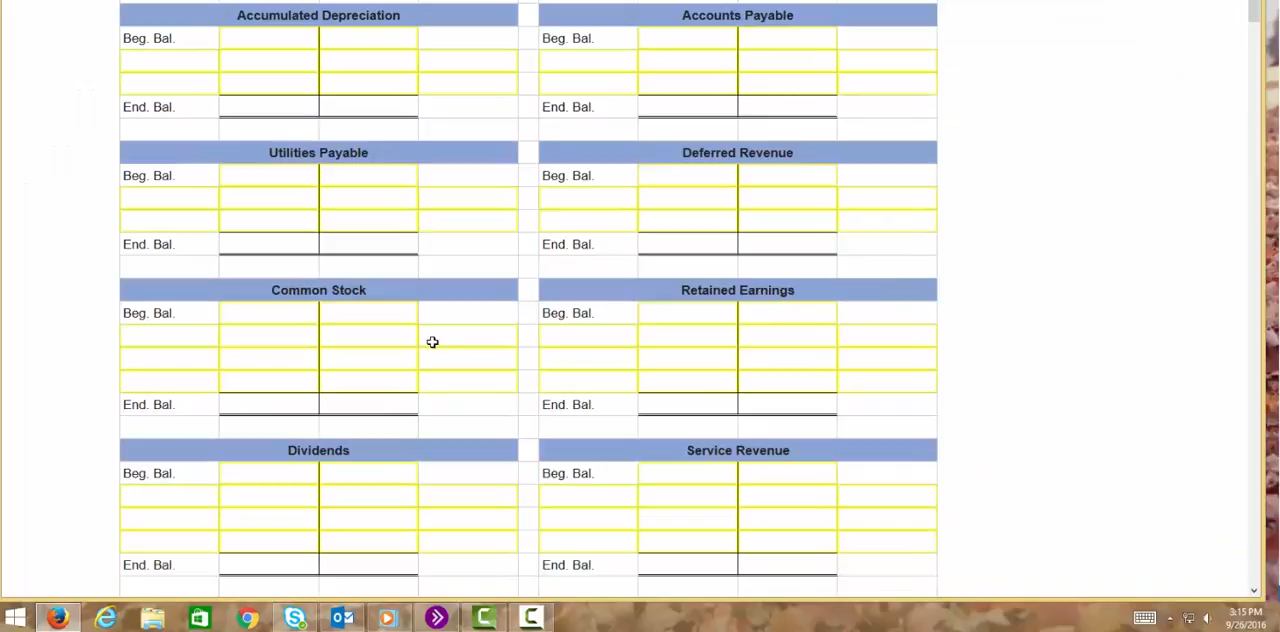 Accumulated Depreciation Accounts Payable
Beg. Bal. Beg. Bal.
End. Bal. End. Bal.
Utilities Payable Deferred Revenue
Beg. Bal. Beg. Bal.
End. Bal. End. Bal.
Common Stock Retained Earnings
Beg. Bal. Beg. Bal.
End. Bal. End. Bal.
Dividends Service Revenue
Beg. Bal. Beg. Bal.
End. Bal. End. Bal.
3:15 PM
9/26/2016